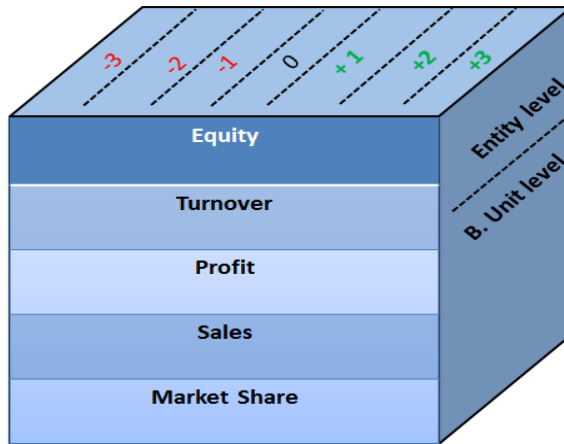 -3 -2 -1 0 +1 +2 +3
Equity
Turnover
Profit
Sales
Market Share
Entity level
B. Unit level